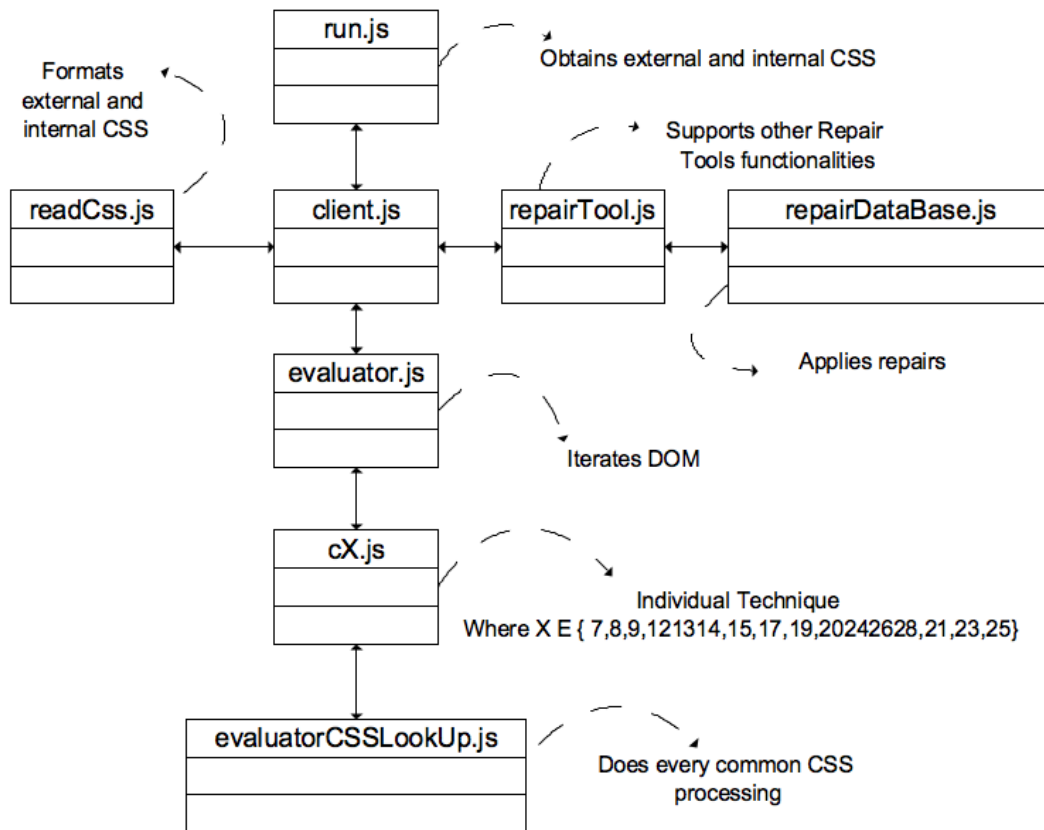 run.js
Obtains external and internal CSS
Formats
external and
internal CSS
Supports other Repair
Tools functionalities
readCss.js
client.js
repairTool.js
repairDataBase.js
Applies repairs
evaluator.js
Iterates DOM
cX.js
Individual Technique
Where X E { 7,8,9,121314,15,17,19,20242628,21,23,25}
evaluatorCSSLookUp.js
Does every common CSS
processing